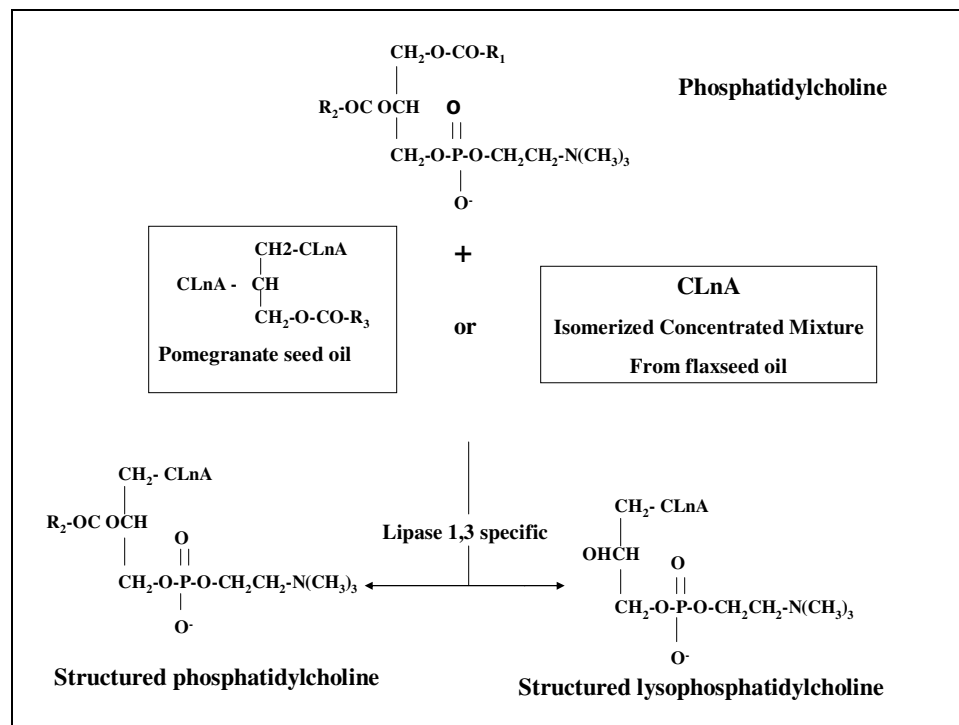 CH₂-O-CO-R₁
Phosphatidylcholine
R₂-OC OCH
O
CH₂-O-P-O-CH₂CH₂-N(CH₃)₃
O⁻
+
or
CH2-CLnA
CLnA - CH
CH₂-O-CO-R₃
Pomegranate seed oil
CLnA
Isomerized Concentrated Mixture
From flaxseed oil
Lipase 1,3 specific
CH₂- CLnA
R₂-OC OCH
O
CH₂-O-P-O-CH₂CH₂-N(CH₃)₃
O⁻
Structured phosphatidylcholine
CH₂- CLnA
OHCH
O
CH₂-O-P-O-CH₂CH₂-N(CH₃)₃
O⁻
Structured lysophosphatidylcholine